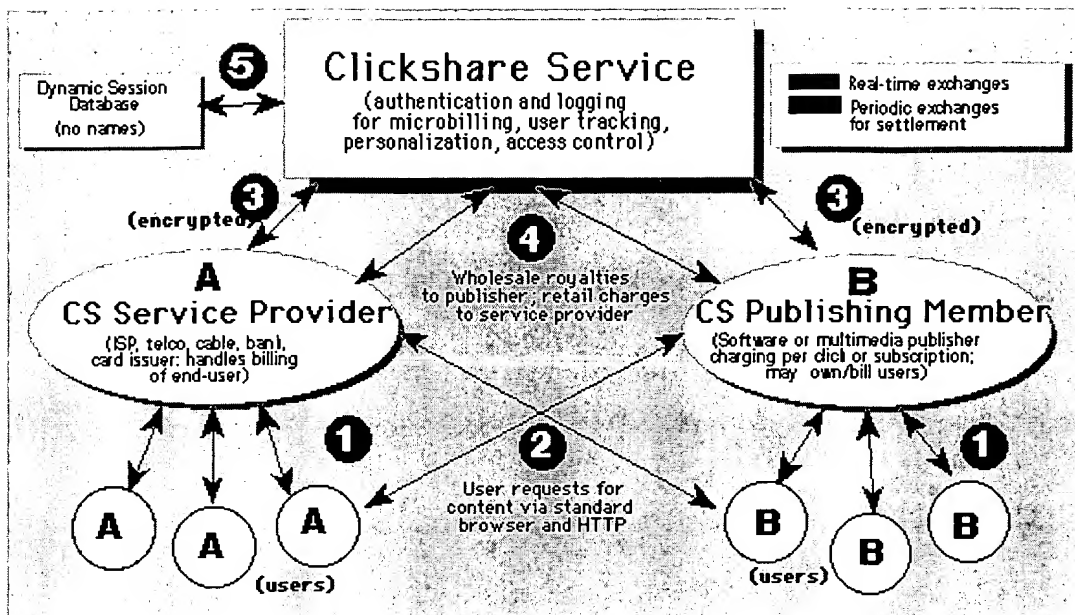 5
Clickshare Service
(authentication and logging
for microbilling, user tracking,
personalization, access control)
Dynamic Session
Database
(no names)
Real-time exchanges
Periodic exchanges
for settlement
3
(encrypted)
3
(encrypted)
4
Wholesale royalties
to publisher; retail charges
to service provider
A
CS Service Provider
(ISP, telco, cable, bank,
card issuer: handles billing
of end-user)
B
CS Publishing Member
(Software or multimedia publisher
charging per click or subscription;
may own/bill users)
1
2
User requests for
content via standard
browser and HTTP
1
A
A
A
(users)
B
B
B
(users)